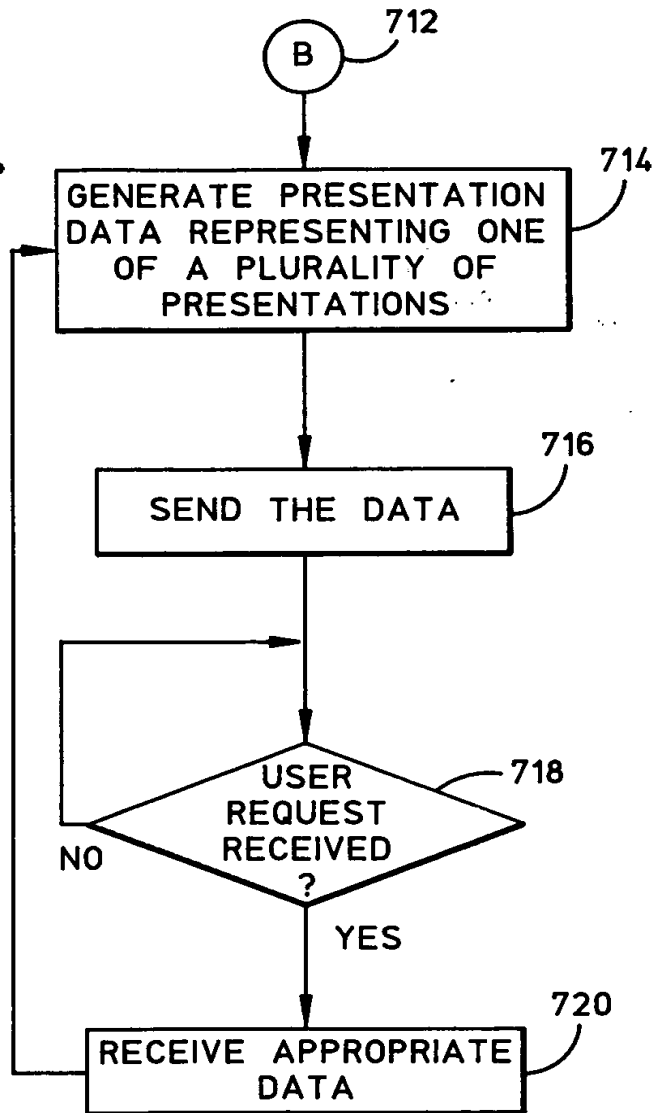 712
B
714
GENERATE PRESENTATION
DATA REPRESENTING ONE
OF A PLURALITY OF
PRESENTATIONS
716
SEND THE DATA
718
USER
REQUEST
RECEIVED
?
NO
YES
720
RECEIVE APPROPRIATE
DATA